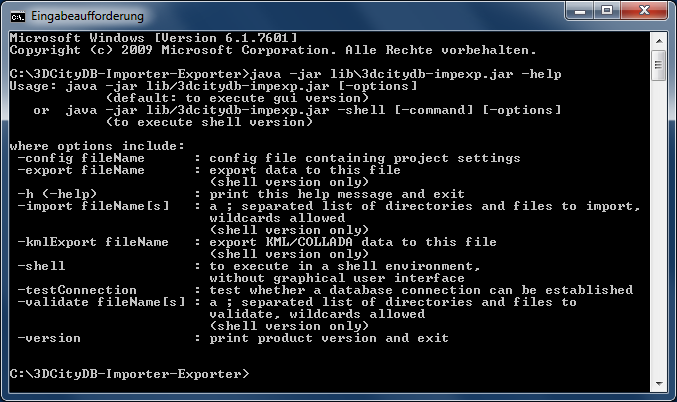 Eingabeaufforderung
Microsoft Windows [Version 6.1.7601]
Copyright (c) 2009 Microsoft Corporation. Alle Rechte vorbehalten.
C:\3DCityDB-Importer-Exporter>java -jar lib\3dcitydb-impexp.jar -help
Usage: java -jar lib/3dcitydb-impexp.jar [-options]
(default: to execute gui version)
or java -jar lib/3dcitydb-impexp.jar -shell [-command] [-options]
(to execute shell version)
where options include:
-config fileName : config file containing project settings
-export fileName : export data to this file
(shell version only)
-h (-help) : print this help message and exit
-import fileName[s] : a ; separated list of directories and files to import,
wildcards allowed
(shell version only)
-kmlExport fileName : export KML/COLLADA data to this file
(shell version only)
-shell : to execute in a shell environment,
without graphical user interface
-testConnection : test whether a database connection can be established
-validate fileName[s] : a ; separated list of directories and files to
validate, wildcards allowed
(shell version only)
-version : print product version and exit
C:\3DCityDB-Importer-Exporter>